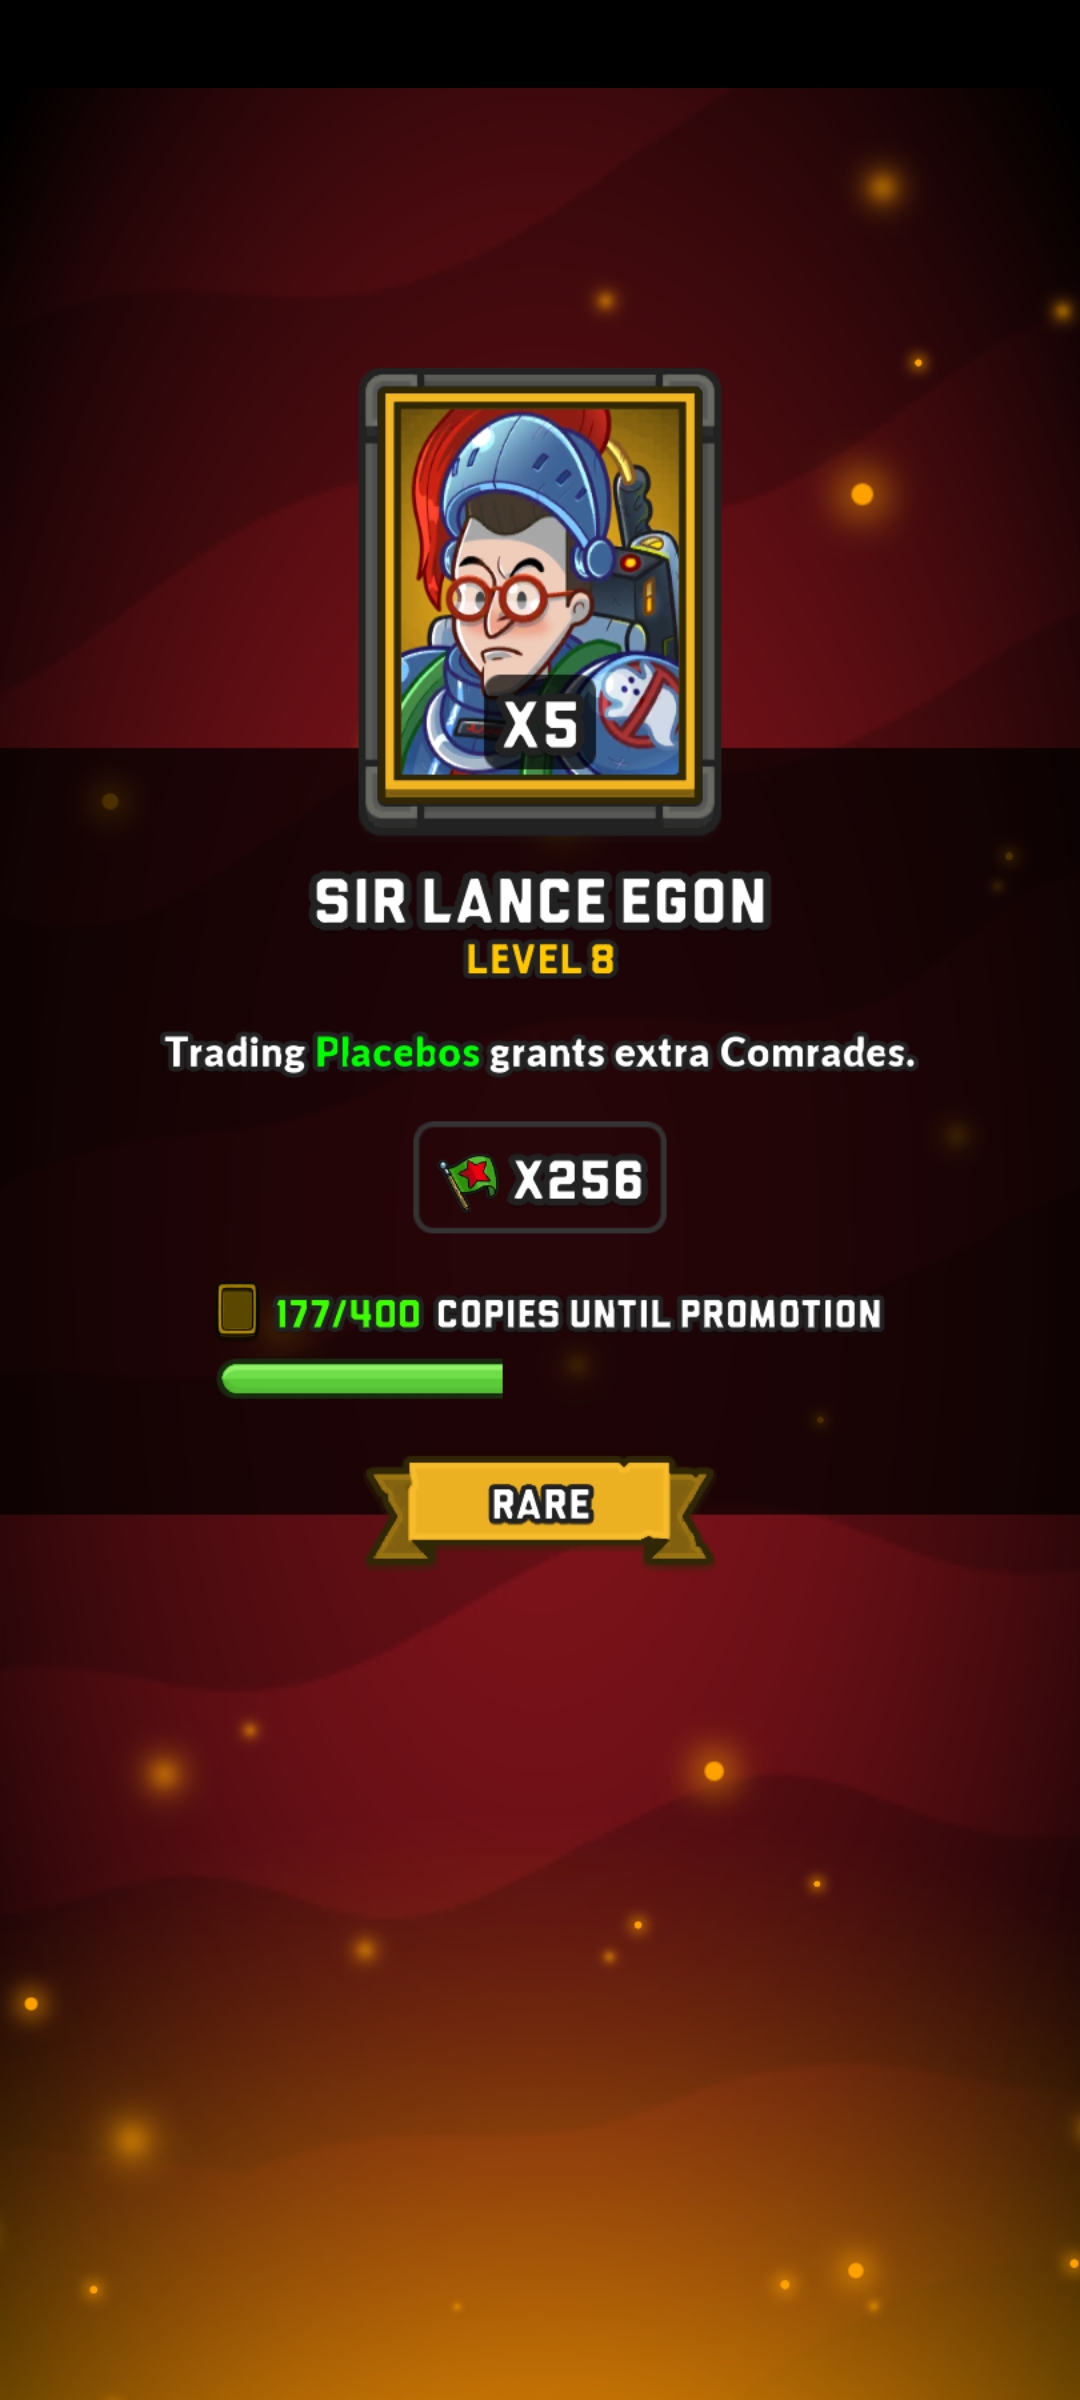 X5
SIR LANCE EGON
LEVEL 8
Trading Placebos grants extra Comrades.
X256
177/400 COPIES UNTIL PROMOTION
RARE